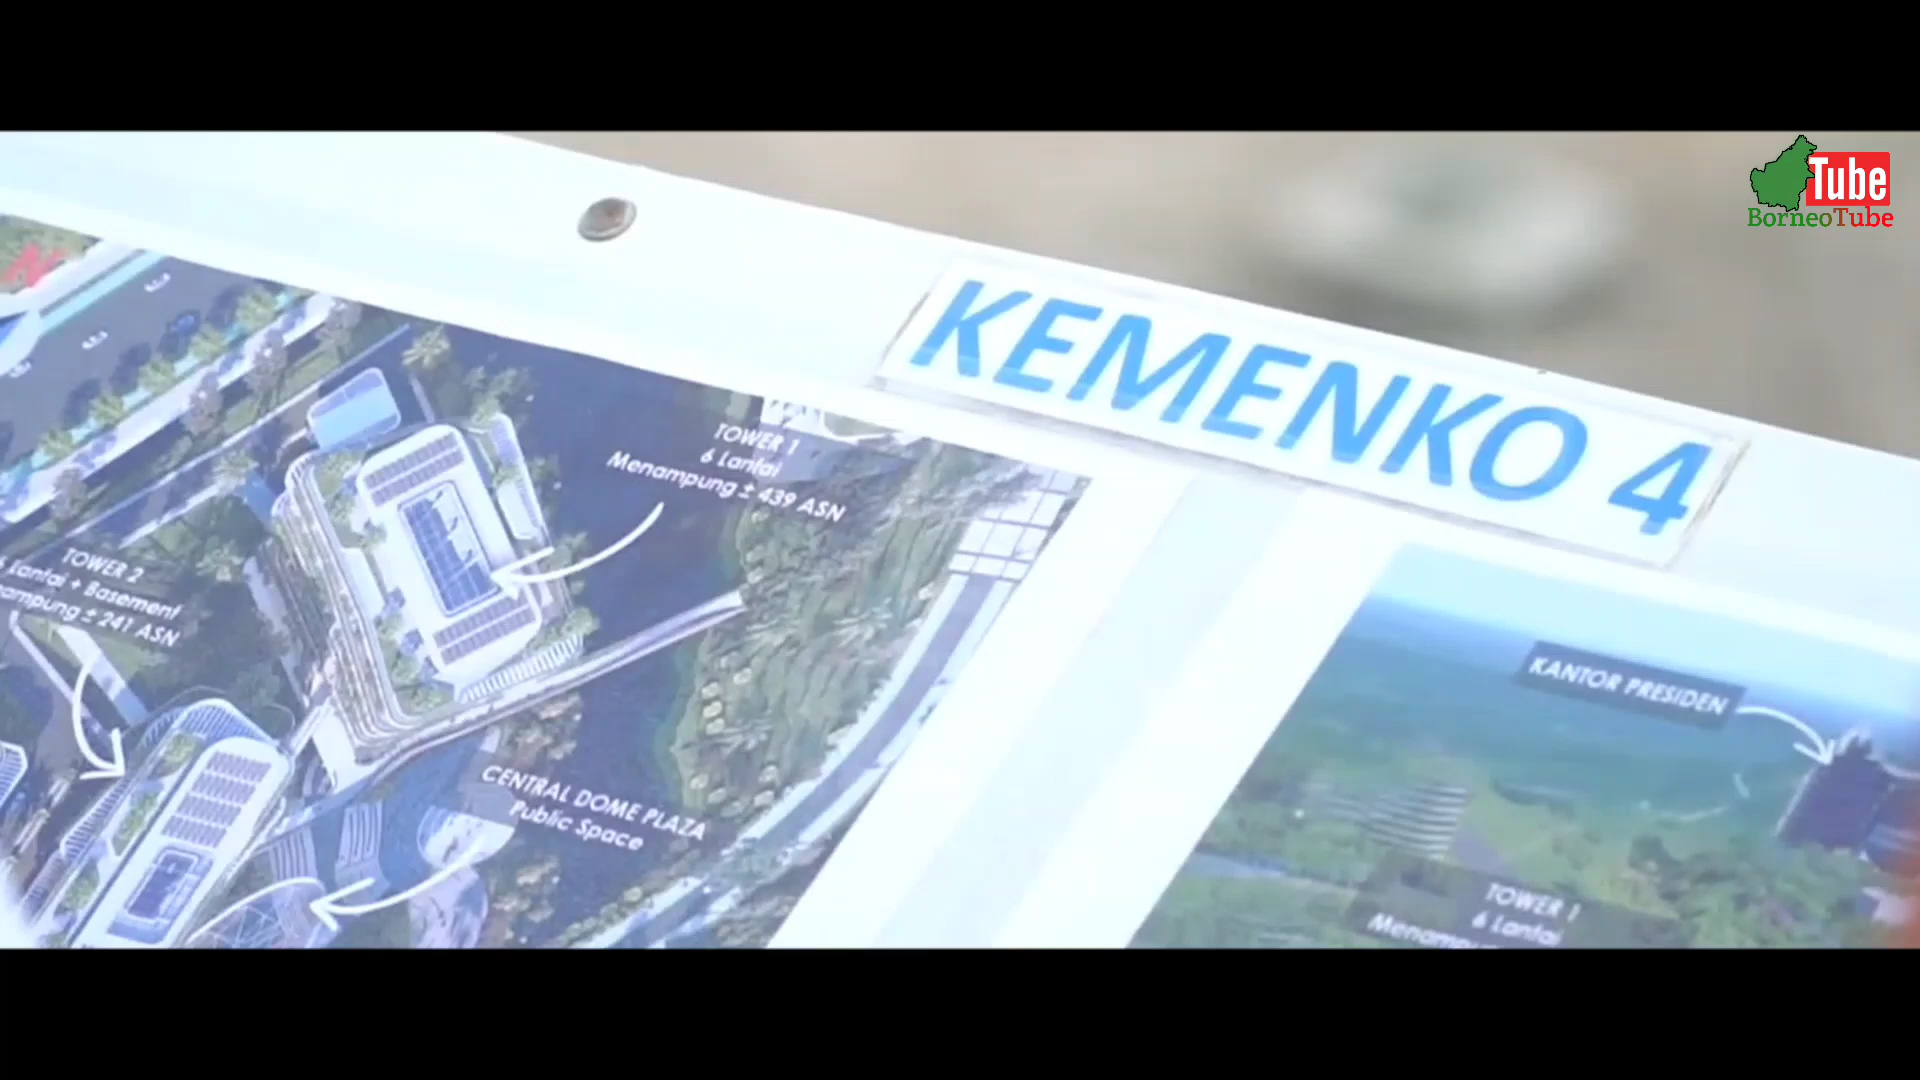 Tube
BorneoTube
KEMENKO 4
TOWER 1
6 Lantai
Menampung ± 439 ASN
TOWER 2
Lantai + Basement
± 241 ASN
CENTRAL DOME PLAZA
Public Space
KANTOR PRESIDEN
TOWER 1
6 Lantai